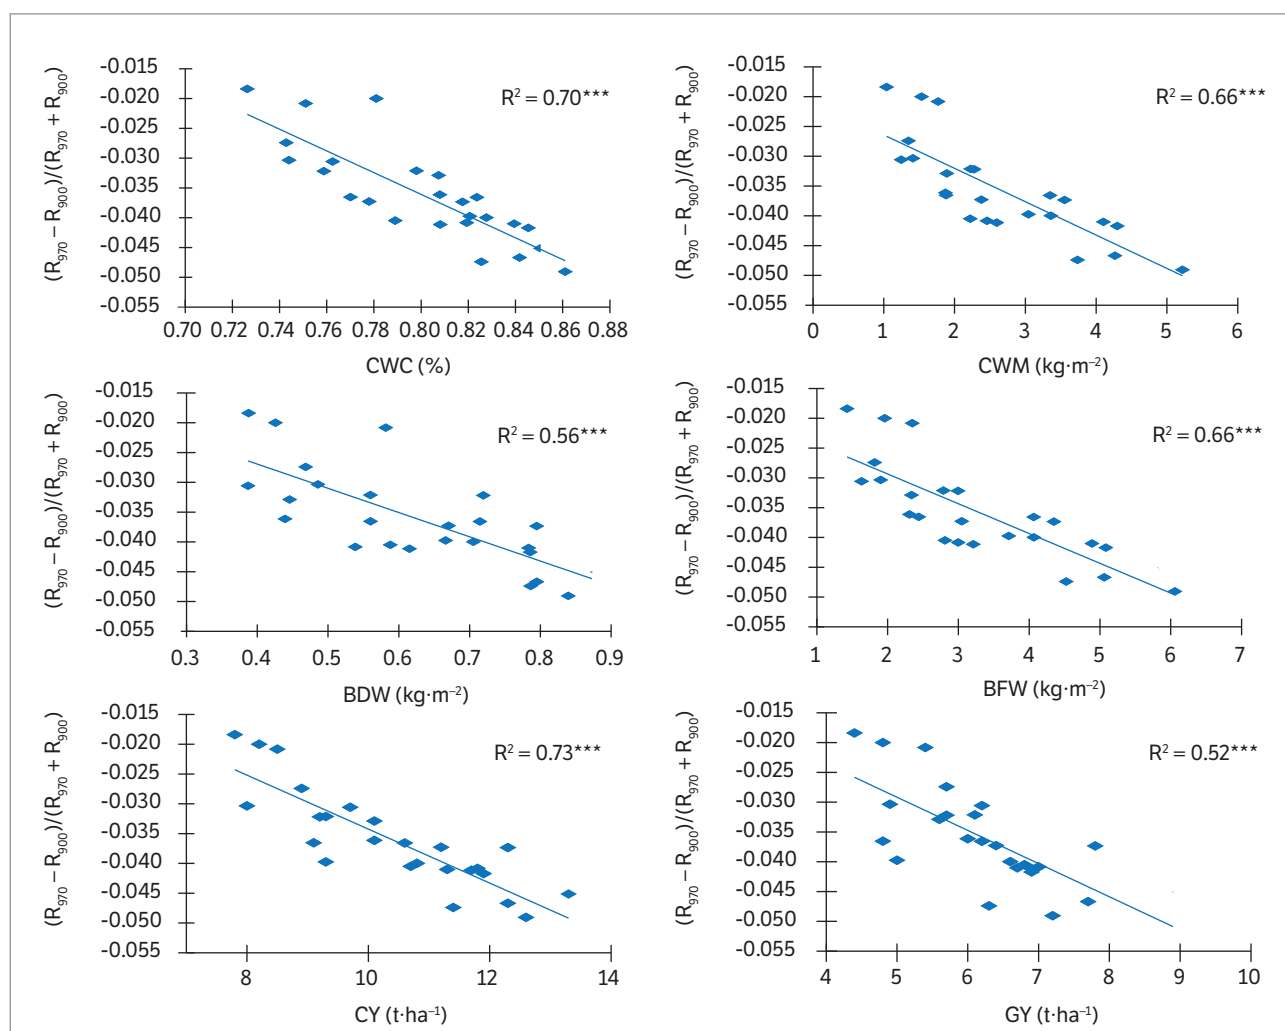 (R970 – R900)/(R970 + R900)
-0.015
-0.020
-0.025
-0.030
-0.035
-0.040
-0.045
-0.050
-0.055
R² = 0.70***
0.70 0.72 0.74 0.76 0.78 0.80 0.82 0.84 0.86 0.88
CWC (%)
(R970 – R900)/(R970 + R900)
-0.015
-0.020
-0.025
-0.030
-0.035
-0.040
-0.045
-0.050
-0.055
R² = 0.66***
0 1 2 3 4 5 6
CWM (kg·m–2)
(R970 – R900)/(R970 + R900)
-0.015
-0.020
-0.025
-0.030
-0.035
-0.040
-0.045
-0.050
-0.055
R² = 0.56***
0.3 0.4 0.5 0.6 0.7 0.8 0.9
BDW (kg·m–2)
(R970 – R900)/(R970 + R900)
-0.015
-0.020
-0.025
-0.030
-0.035
-0.040
-0.045
-0.050
-0.055
R² = 0.66***
1 2 3 4 5 6 7
BFW (kg·m–2)
(R970 – R900)/(R970 + R900)
-0.015
-0.020
-0.025
-0.030
-0.035
-0.040
-0.045
-0.050
-0.055
R² = 0.73***
8 10 12 14
CY (t·ha–1)
(R970 – R900)/(R970 + R900)
-0.015
-0.020
-0.025
-0.030
-0.035
-0.040
-0.045
-0.050
-0.055
R² = 0.52***
4 5 6 7 8 9 10
GY (t·ha–1)